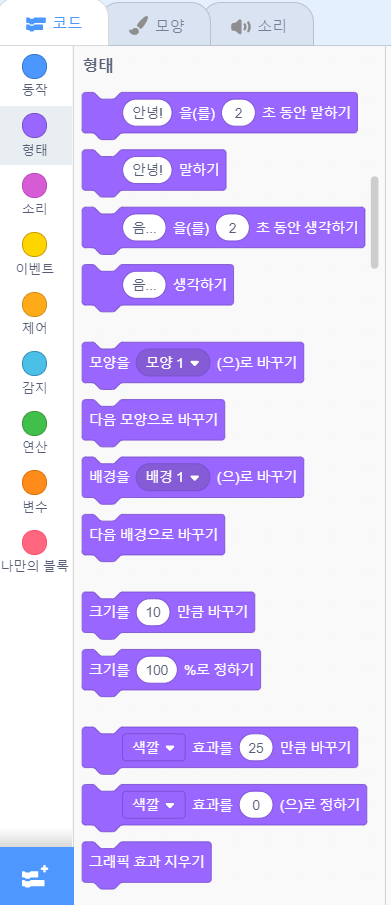 코드 모양 소리
형태
동작
형태
소리
이벤트
제어
감지
연산
변수
나만의 블록
안녕! 을(를) 2 초 동안 말하기
안녕! 말하기
음... 을(를) 2 초 동안 생각하기
음... 생각하기
모양을 모양 1 (으)로 바꾸기
다음 모양으로 바꾸기
배경을 배경 1 (으)로 바꾸기
다음 배경으로 바꾸기
크기를 10 만큼 바꾸기
크기를 100 %로 정하기
색깔 효과를 25 만큼 바꾸기
색깔 효과를 0 (으)로 정하기
그래픽 효과 지우기